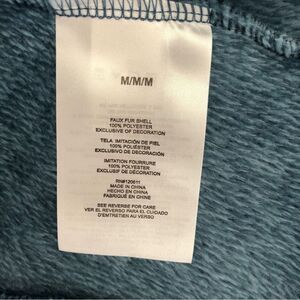 M/M/M
FAUX FUR SHELL
100% POLYESTER
EXCLUSIVE OF DECORATION
TELA IMITACIÓN DE PIEL
100% POLIÉSTER
EXCLUSIVO DE DECORACIÓN
IMITATION FOURRURE
100% POLYESTER
EXCLUSIF DE DÉCORATION
RN#120611
MADE IN CHINA
HECHO EN CHINA
FABRIQUÉ EN CHINE
SEE REVERSE FOR CARE
VER EL REVERSO PARA EL CUIDADO
D'ENTRETIEN AU VERSO